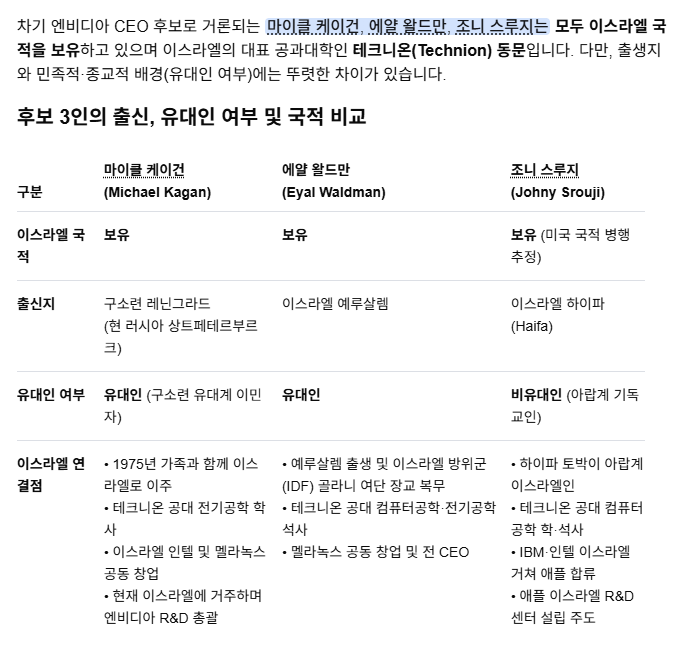 차기 엔비디아 CEO 후보로 거론되는 마이클 케이건, 에얄 왈드만, 조니 스루지는 모두 이스라엘 국
적을 보유하고 있으며 이스라엘의 대표 공과대학인 테크니온(Technion) 동문입니다. 다만, 출생지
와 민족적·종교적 배경(유대인 여부)에는 뚜렷한 차이가 있습니다.
후보 3인의 출신, 유대인 여부 및 국적 비교
구분
마이클 케이건
(Michael Kagan)
에얄 왈드만
(Eyal Waldman)
조니 스루지
(Johny Srouji)
이스라엘 국
적
보유
보유
보유 (미국 국적 병행
추정)
출신지
구소련 레닌그라드
(현 러시아 상트페테르부르
크)
이스라엘 예루살렘
이스라엘 하이파
(Haifa)
유대인 여부
유대인 (구소련 유대계 이민
자)
유대인
비유대인 (아랍계 기독
교인)
이스라엘 연
결점
• 1975년 가족과 함께 이스
라엘로 이주
• 테크니온 공대 전기공학 학
사
• 이스라엘 인텔 및 멜라녹스
공동 창업
• 현재 이스라엘에 거주하며
엔비디아 R&D 총괄
• 예루살렘 출생 및 이스라엘 방위군
(IDF) 골라니 여단 장교 복무
• 테크니온 공대 컴퓨터공학·전기공학
석사
• 멜라녹스 공동 창업 및 전 CEO
• 하이파 토박이 아랍계
이스라엘인
• 테크니온 공대 컴퓨터
공학 학·석사
• IBM·인텔 이스라엘
거쳐 애플 합류
• 애플 이스라엘 R&D
센터 설립 주도